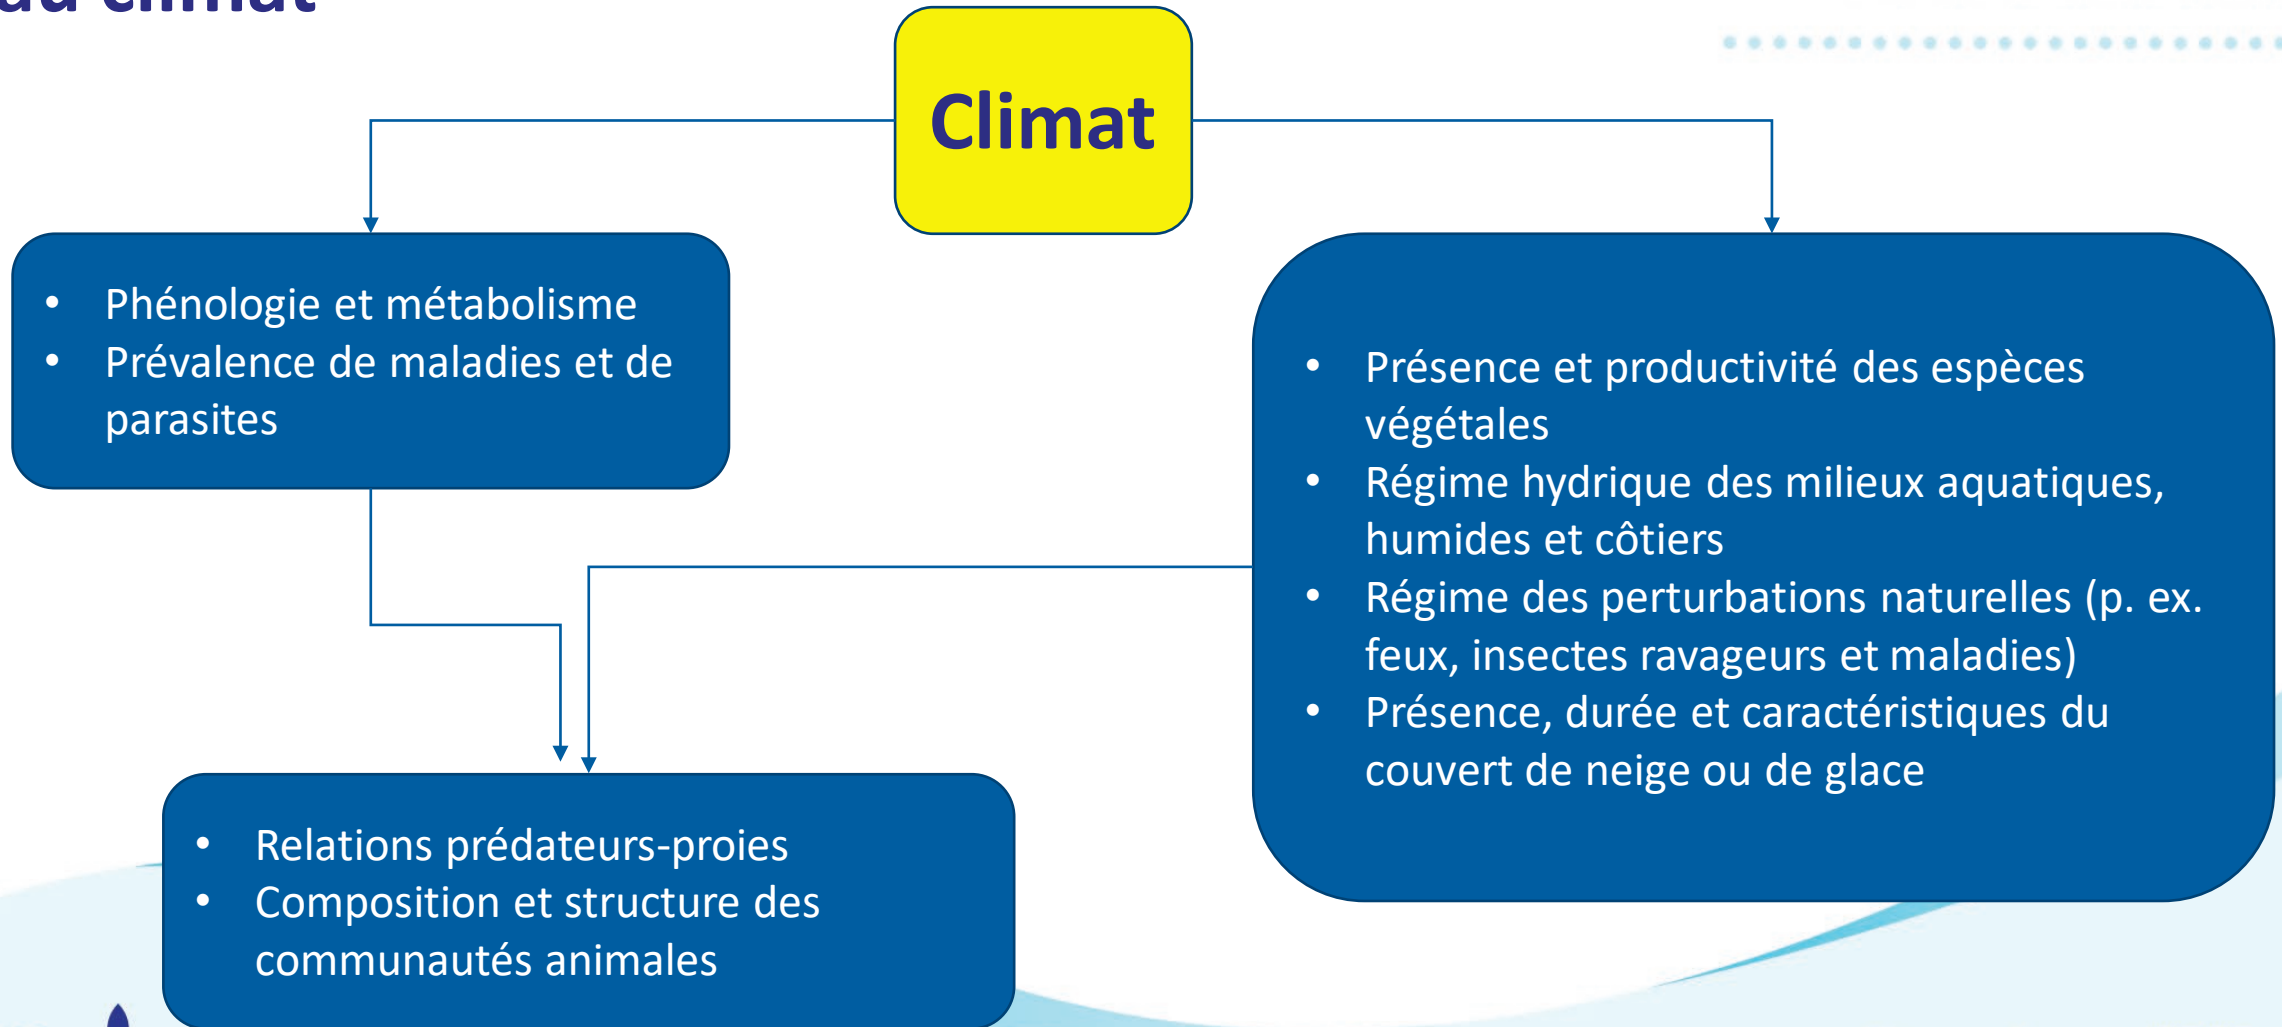 au climat
Climat
• Phénologie et métabolisme
• Prévalence de maladies et de
parasites
• Présence et productivité des espèces
végétales
• Régime hydrique des milieux aquatiques,
humides et côtiers
• Régime des perturbations naturelles (p. ex.
feux, insectes ravageurs et maladies)
• Présence, durée et caractéristiques du
couvert de neige ou de glace
• Relations prédateurs-proies
• Composition et structure des
communautés animales